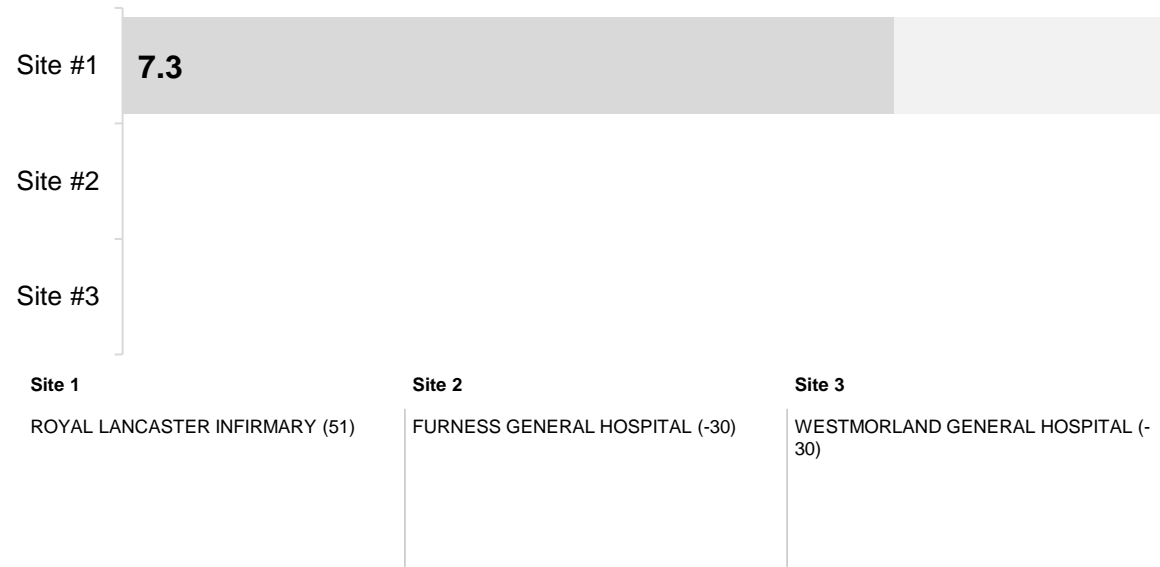 Site #1
7.3
Site #2
Site #3
Site 1
Site 2
Site 3
ROYAL LANCASTER INFIRMARY (51)
FURNESS GENERAL HOSPITAL (-30)
WESTMORLAND GENERAL HOSPITAL (-
30)